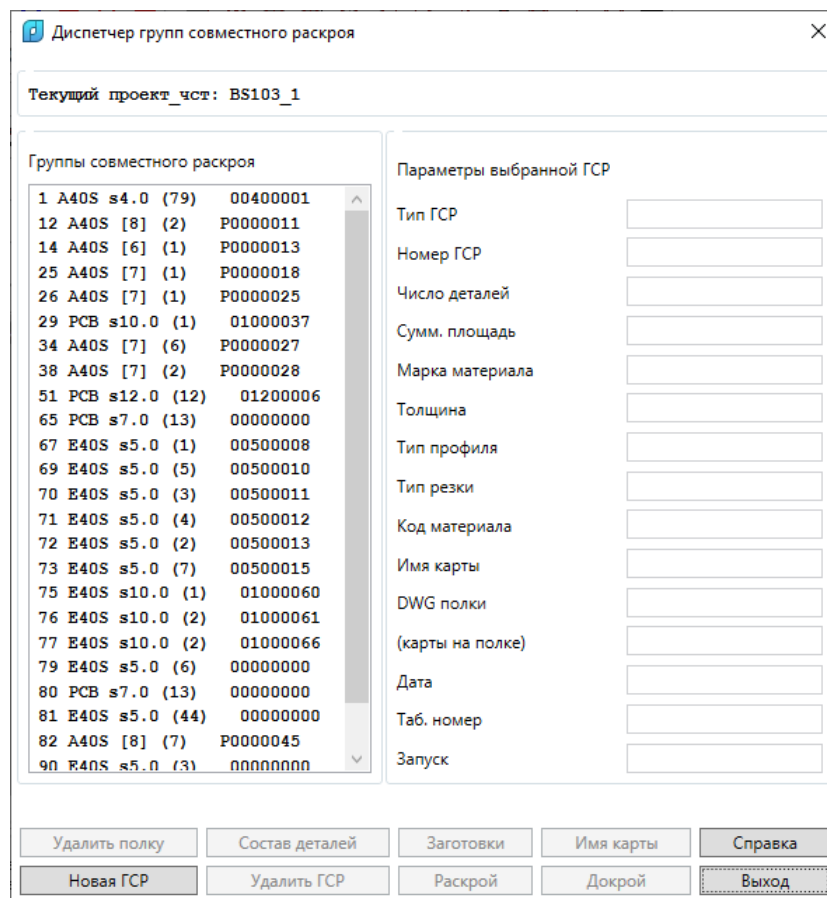 Диспетчер групп совместного раскроя
Текущий проект_чст: BS103_1
Группы совместного раскроя
1 A40S s4.0 (79) 00400001
12 A40S [8] (2) P0000011
14 A40S [6] (1) P0000013
25 A40S [7] (1) P0000018
26 A40S [7] (1) P0000025
29 PCB s10.0 (1) 01000037
34 A40S [7] (6) P0000027
38 A40S [7] (2) P0000028
51 PCB s12.0 (12) 01200006
65 PCB s7.0 (13) 00000000
67 E40S s5.0 (1) 00500008
69 E40S s5.0 (5) 00500010
70 E40S s5.0 (3) 00500011
71 E40S s5.0 (4) 00500012
72 E40S s5.0 (2) 00500013
73 E40S s5.0 (7) 00500015
75 E40S s10.0 (1) 01000060
76 E40S s10.0 (2) 01000061
77 E40S s10.0 (2) 01000066
79 E40S s5.0 (6) 00000000
80 PCB s7.0 (13) 00000000
81 E40S s5.0 (44) 00000000
82 A40S [8] (7) P0000045
90 E40S s5.0 (3) 00000000
Параметры выбранной ГСР
Тип ГСР
Номер ГСР
Число деталей
Сумм. площадь
Марка материала
Толщина
Тип профиля
Тип резки
Код материала
Имя карты
DWG полки
(карты на полке)
Дата
Таб. номер
Запуск
Удалить полку
Состав деталей
Заготовки
Имя карты
Справка
Новая ГСР
Удалить ГСР
Раскрой
Докрой
Выход